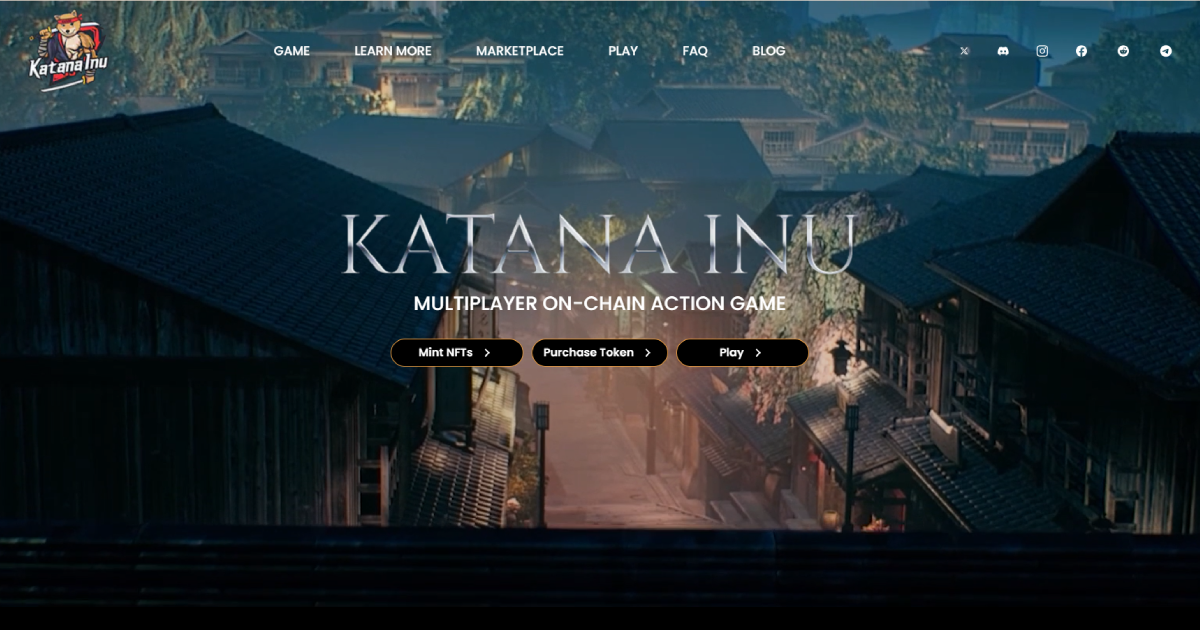 Katana Inu
GAME LEARN MORE MARKETPLACE PLAY FAQ BLOG
KATANA INU
MULTIPLAYER ON-CHAIN ACTION GAME
Mint NFTs Purchase Token Play